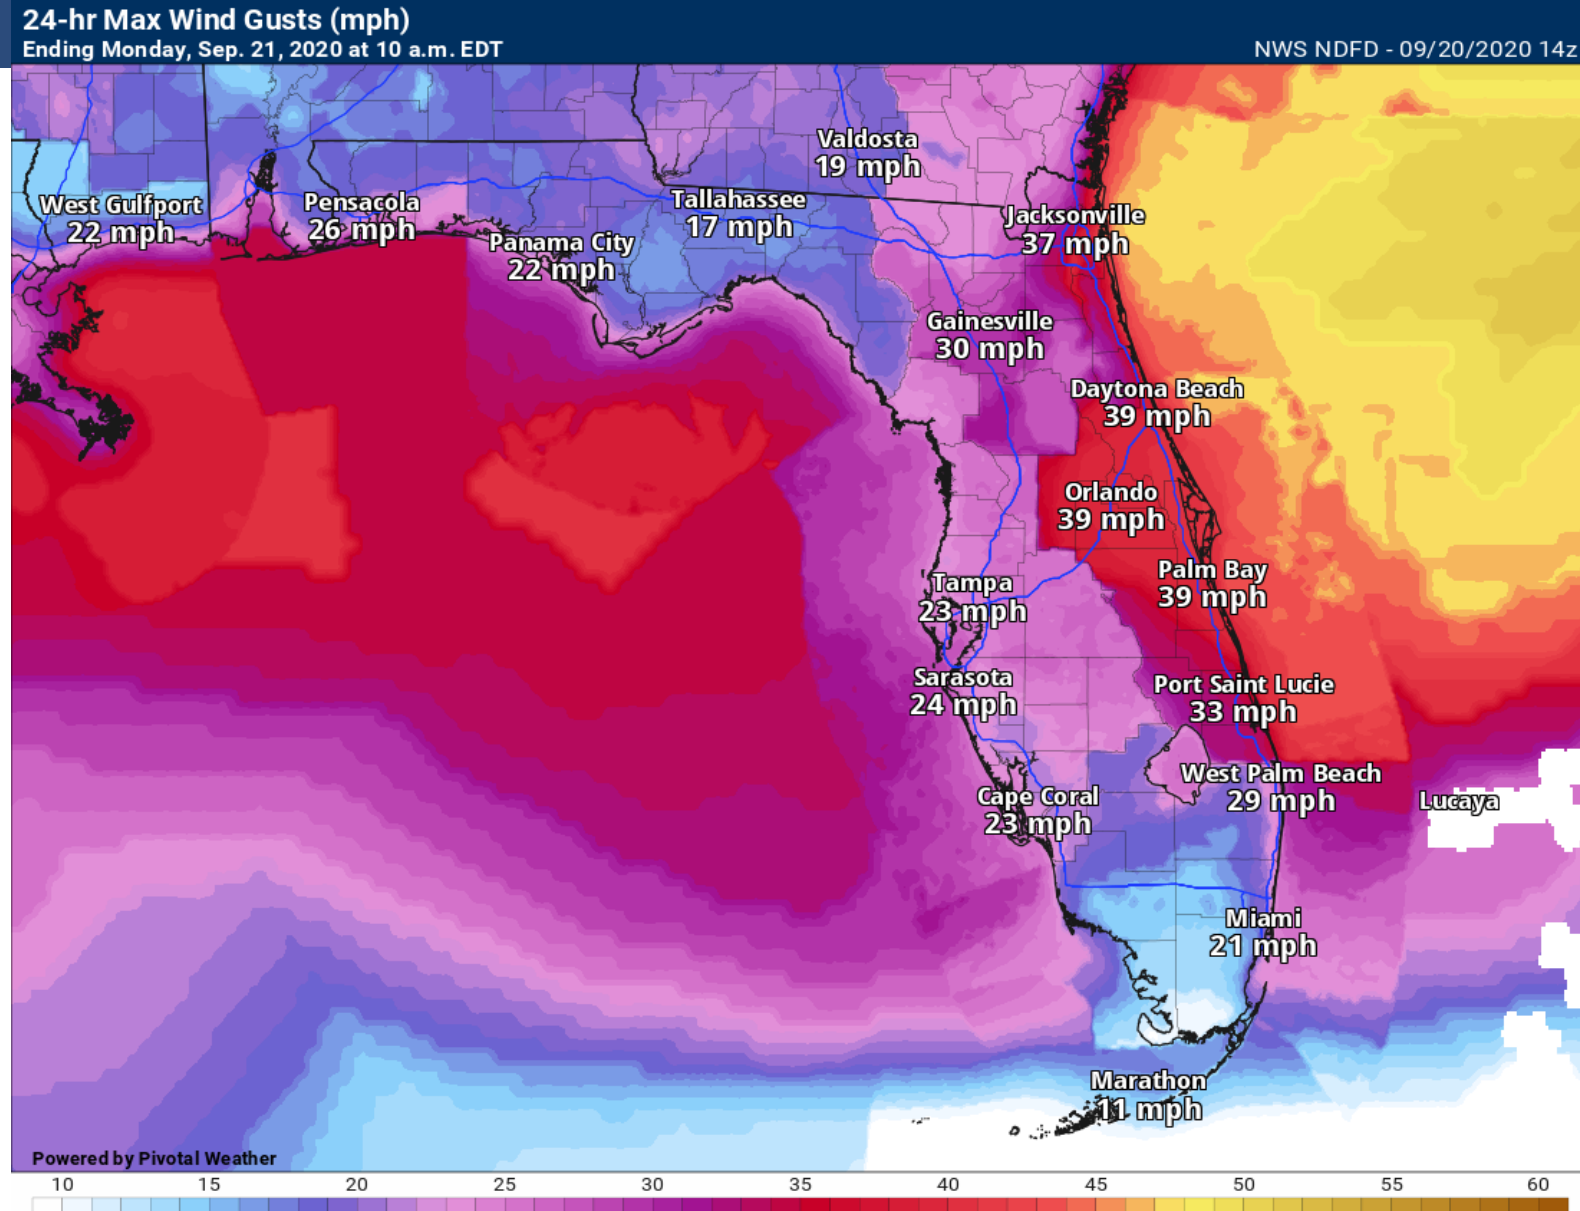 24-hr Max Wind Gusts (mph)
Ending Monday, Sep. 21, 2020 at 10 a.m. EDT
NWS NDFD - 09/20/2020 14z
Valdosta
19 mph
West Gulfport
22 mph
Pensacola
26 mph
Tallahassee
17 mph
Jacksonville
37 mph
Panama City
22 mph
Gainesville
30 mph
Daytona Beach
39 mph
Orlando
39 mph
Palm Bay
39 mph
Tampa
23 mph
Sarasota
24 mph
Port Saint Lucie
33 mph
West Palm Beach
29 mph
Lucaya
Cape Coral
23 mph
Miami
21 mph
Marathon
11 mph
Powered by Pivotal Weather
10 15 20 25 30 35 40 45 50 55 60